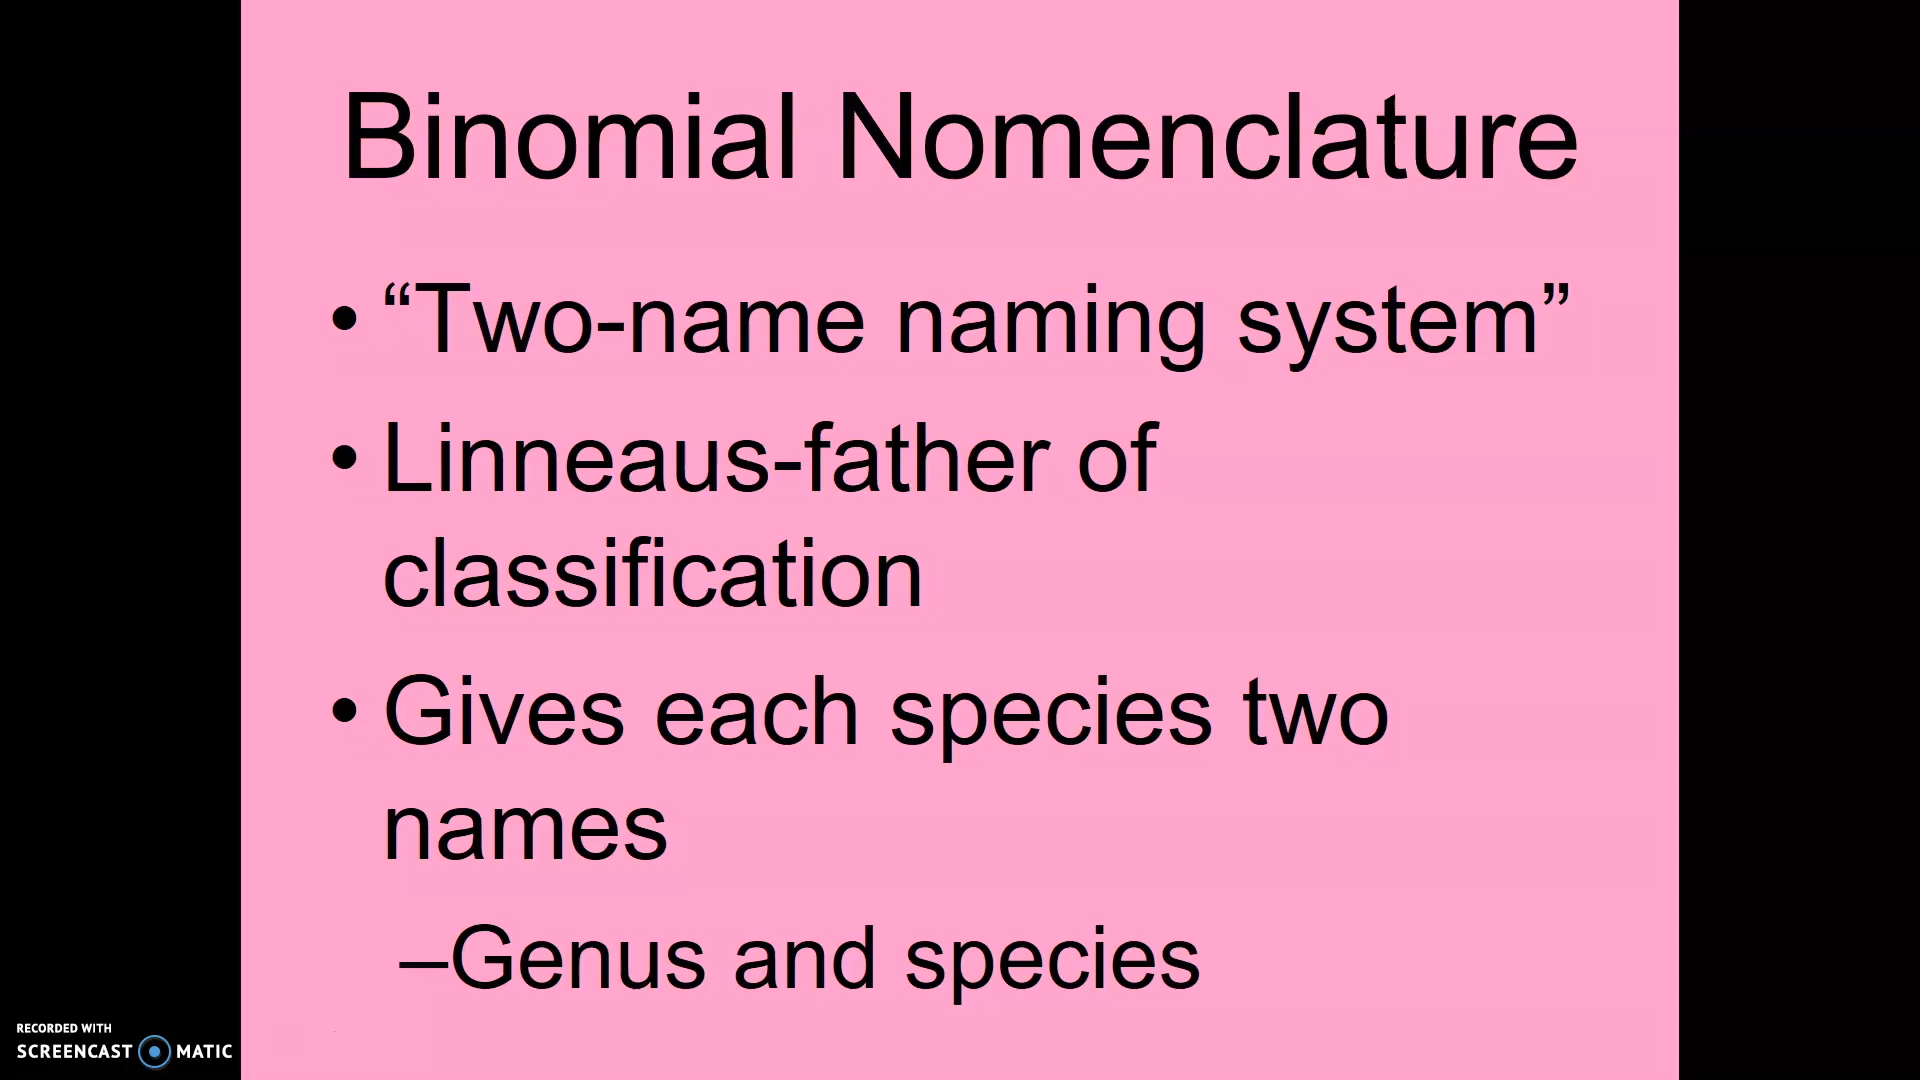 Binomial Nomenclature
• “Two-name naming system”
• Linneaus-father of
classification
• Gives each species two
names
–Genus and species
RECORDED WITH
SCREENCAST MATIC